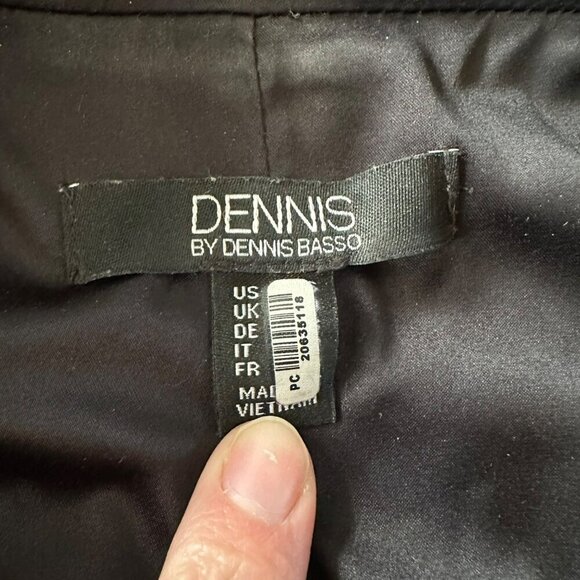 DENNIS
BY DENNIS BASSO
US
UK
DE
IT
FR
PC 20635118
MAD
VIETNAM